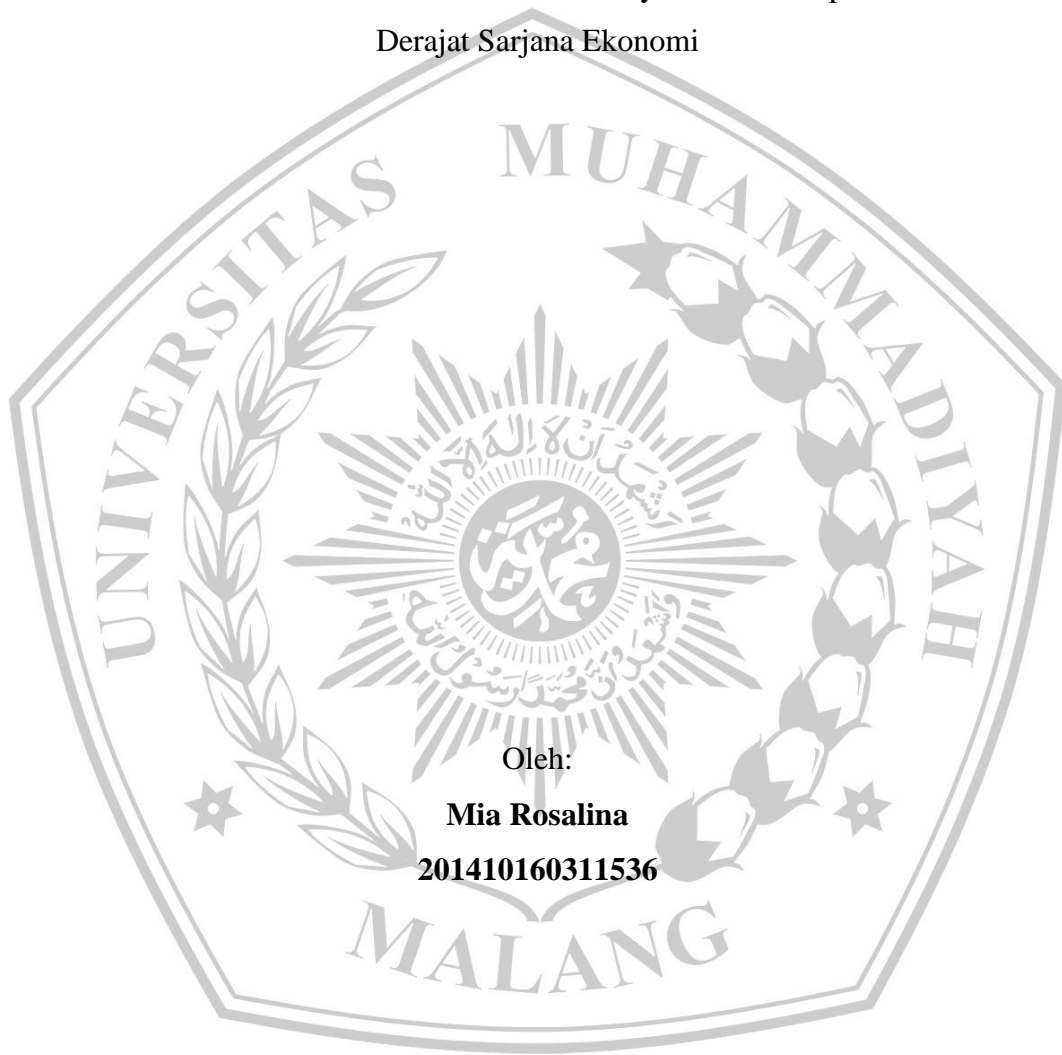 Derajat Sarjana Ekonomi
UNIVERSITAS MUHAMMADIYAH
Oleh:
Mia Rosalina
201410160311536
MALANG